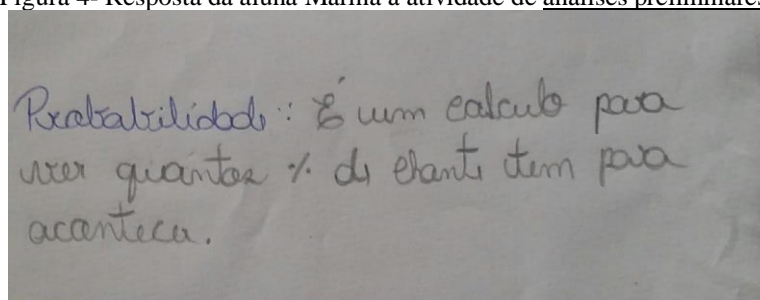 Figura 4- Resposta da aluna Marina à atividade de análises preliminares
Probabilidade: É um calculo para
ver quantos % de chance tem para
acontecer.